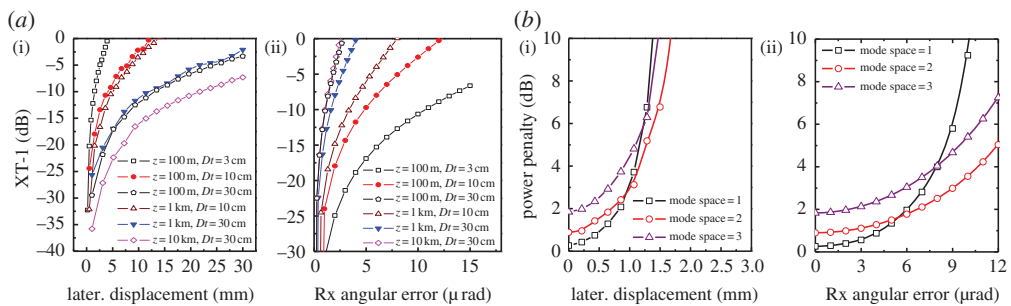 (a)
(i)
XT-1 (dB)
0
−5
−10
−15
−20
−25
−30
−35
−40
z = 100 m, Dt = 3 cm
z = 100 m, Dt = 10 cm
z = 100 m, Dt = 30 cm
z = 1 km, Dt = 10 cm
z = 1 km, Dt = 30 cm
z = 10 km, Dt = 30 cm
0 5 10 15 20 25 30
later. displacement (mm)
(ii)
0
−5
−10
−15
−20
−25
−30
z = 100 m, Dt = 3 cm
z = 100 m, Dt = 10 cm
z = 100 m, Dt = 30 cm
z = 1 km, Dt = 10 cm
z = 1 km, Dt = 30 cm
z = 10 km, Dt = 30 cm
0 5 10 15
Rx angular error (μ rad)
(b)
(i)
power penalty (dB)
10
8
6
4
2
0
mode space = 1
mode space = 2
mode space = 3
0 0.5 1.0 1.5 2.0 2.5 3.0
later. displacement (mm)
(ii)
10
8
6
4
2
0
mode space = 1
mode space = 2
mode space = 3
0 3 6 9 12
Rx angular error (μrad)